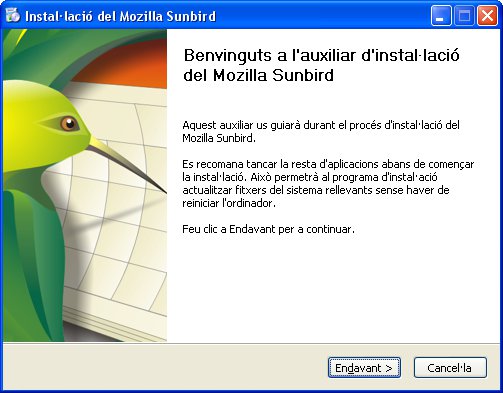 Instal·lació del Mozilla Sunbird
Benvinguts a l'auxiliar d'instal·lació
del Mozilla Sunbird
Aquest auxiliar us guiarà durant el procés d'instal·lació del
Mozilla Sunbird.
Es recomana tancar la resta d'aplicacions abans de començar
la instal·lació. Això permetrà al programa d'instal·ació
actualitzar fitxers del sistema rellevants sense haver de
reiniciar l'ordinador.
Feu clic a Endavant per a continuar.
Endavant >
Cancel·la